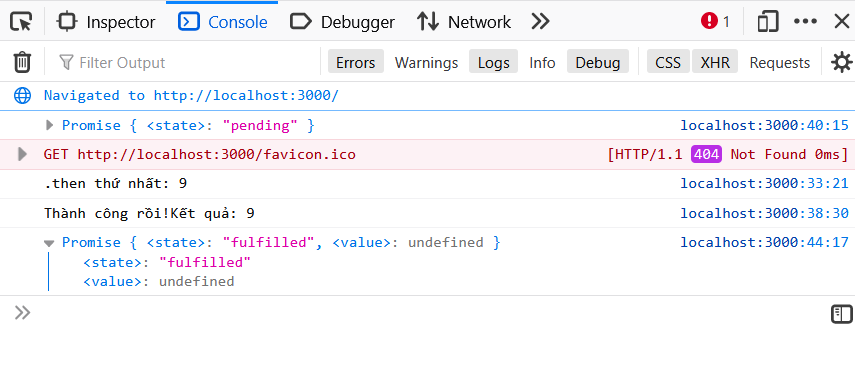 Inspector Console Debugger Network 1
Filter Output Errors Warnings Logs Info Debug CSS XHR Requests
Navigated to http://localhost:3000/
Promise { <state>: "pending" } localhost:3000:40:15
GET http://localhost:3000/favicon.ico [HTTP/1.1 404 Not Found 0ms]
.then thứ nhất: 9 localhost:3000:33:21
Thành công rồi!Kết quả: 9 localhost:3000:38:30
Promise { <state>: "fulfilled", <value>: undefined } localhost:3000:44:17
<state>: "fulfilled"
<value>: undefined